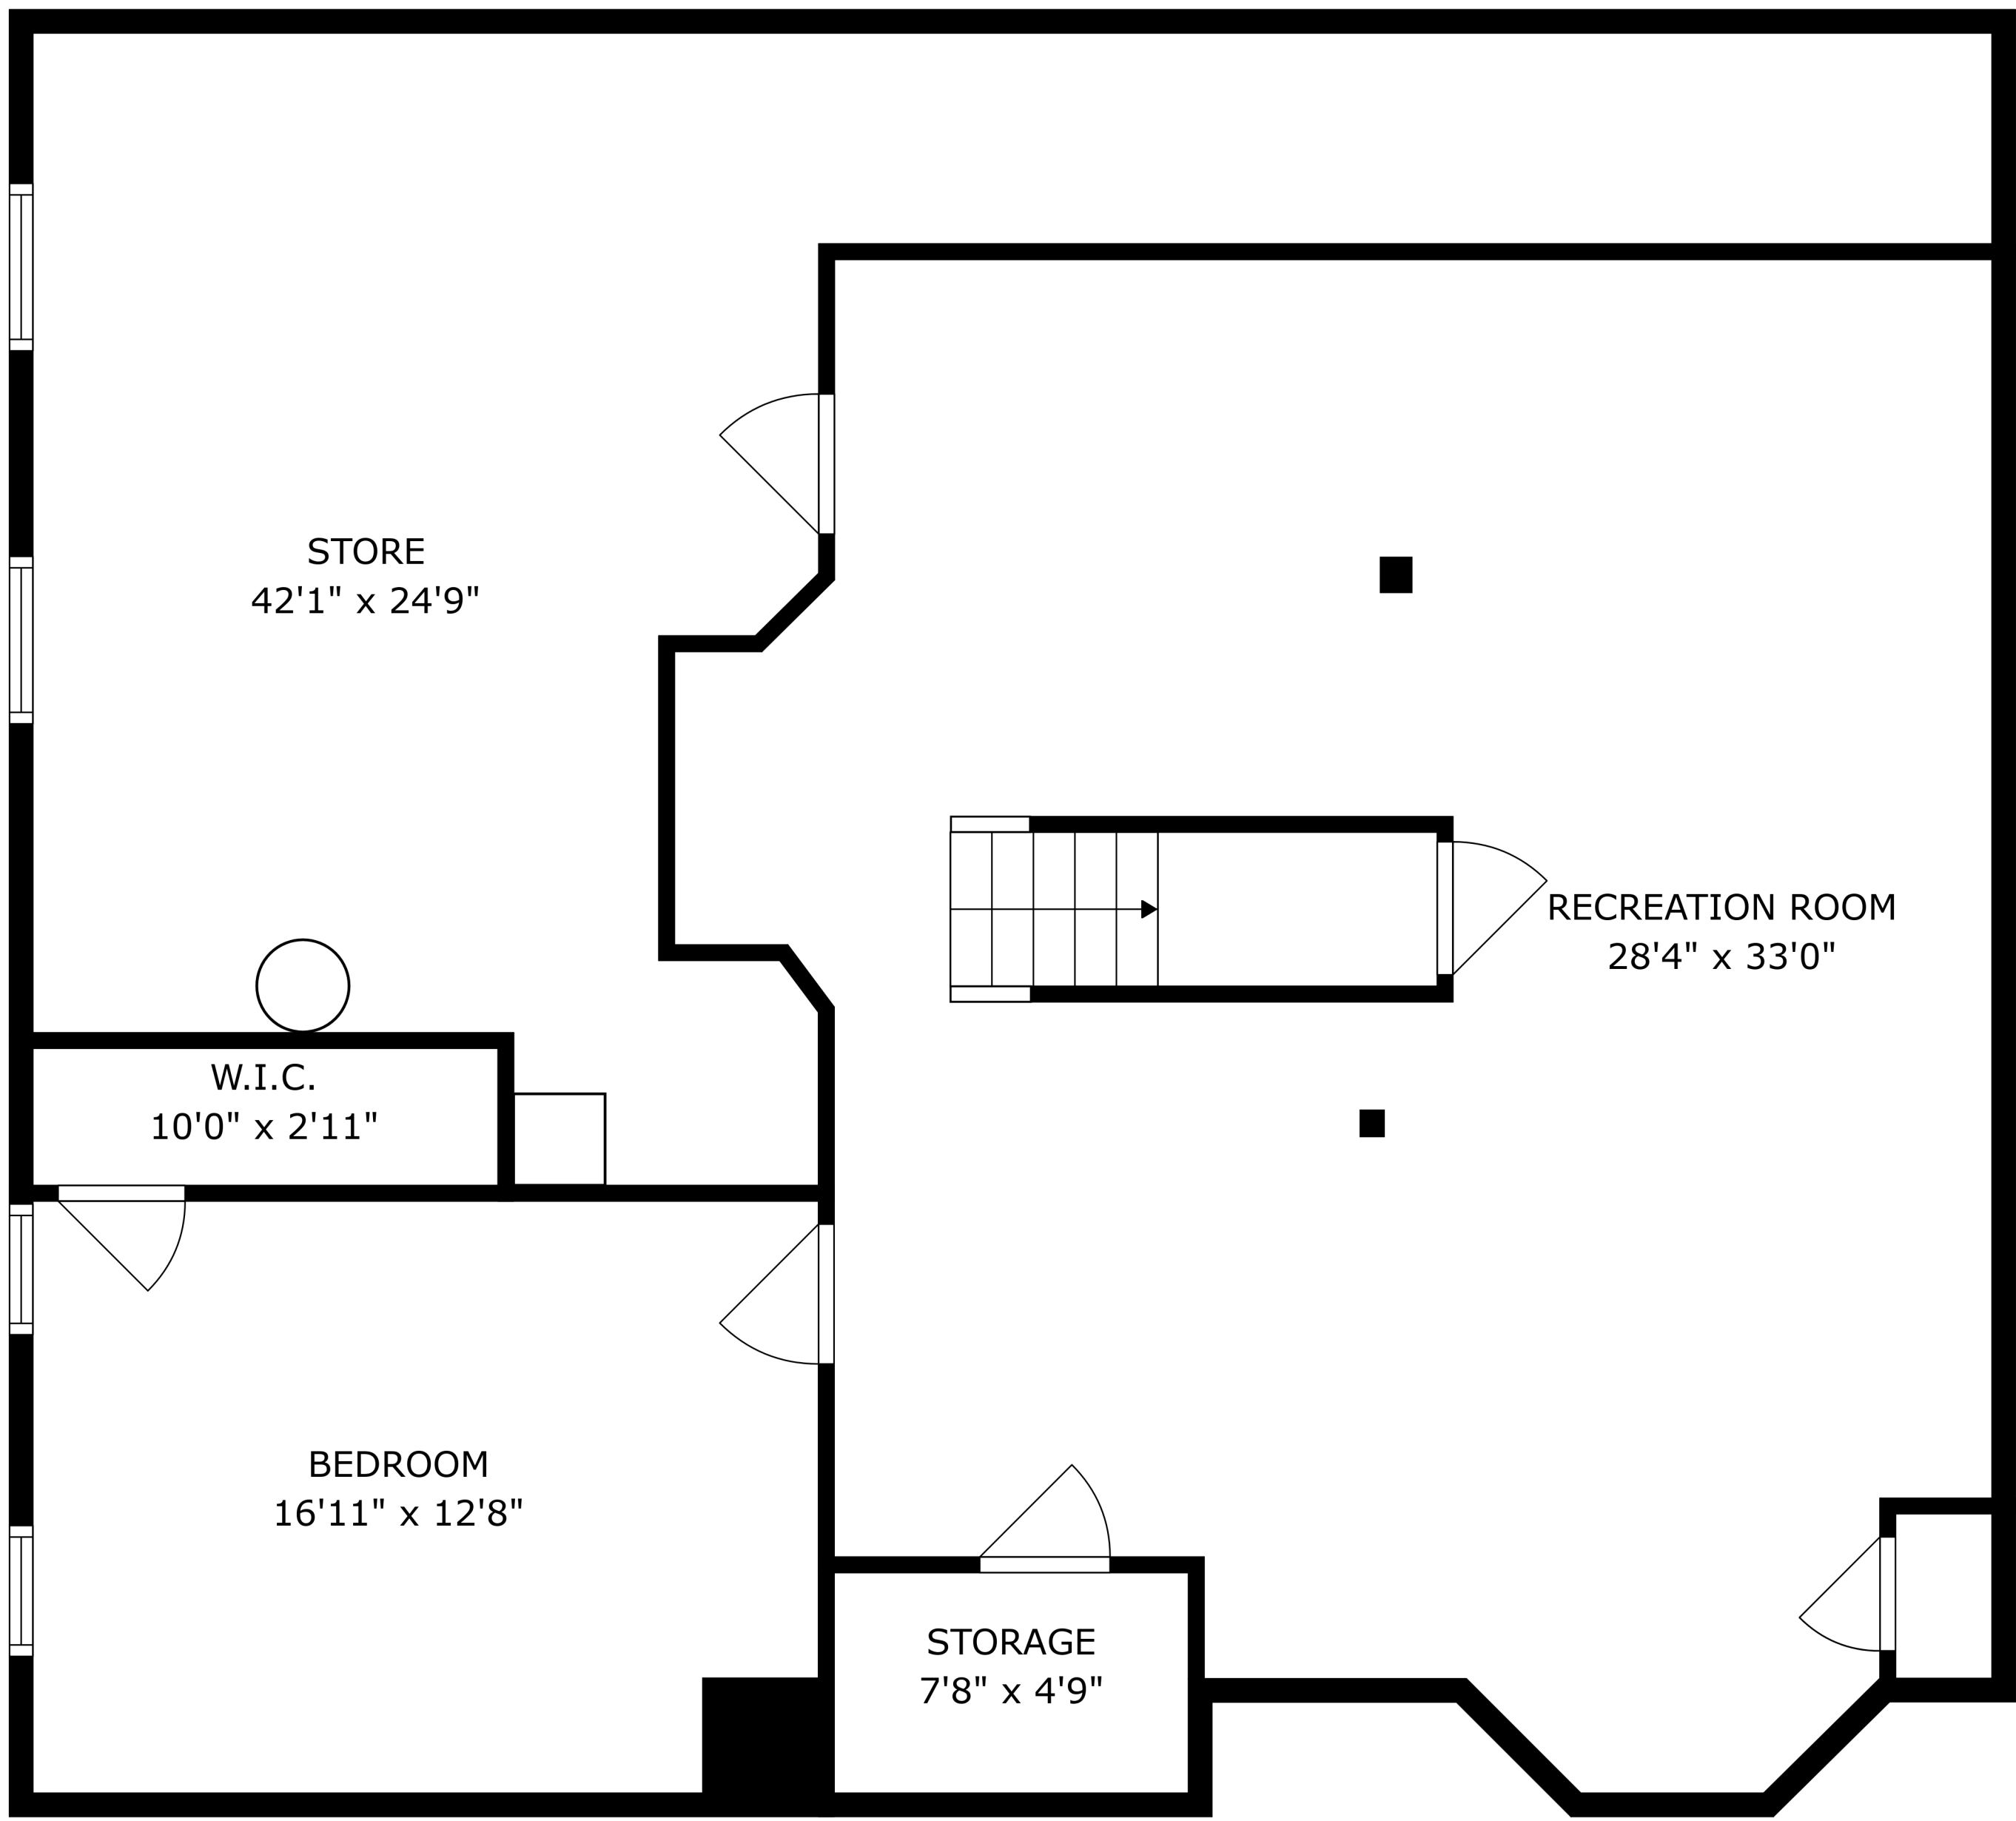 STORE
42'1" x 24'9"
RECREATION ROOM
28'4" x 33'0"
W.I.C.
10'0" x 2'11"
BEDROOM
16'11" x 12'8"
STORAGE
7'8" x 4'9"